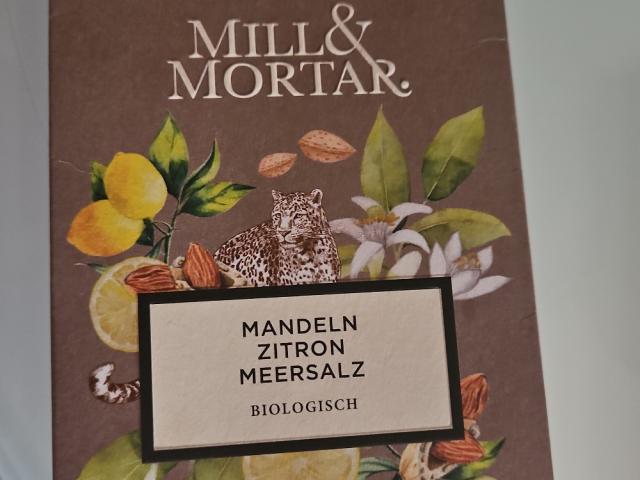 MILL&
MORTAR.
MANDELN
ZITRON
MEERSALZ
BIOLOGISCH